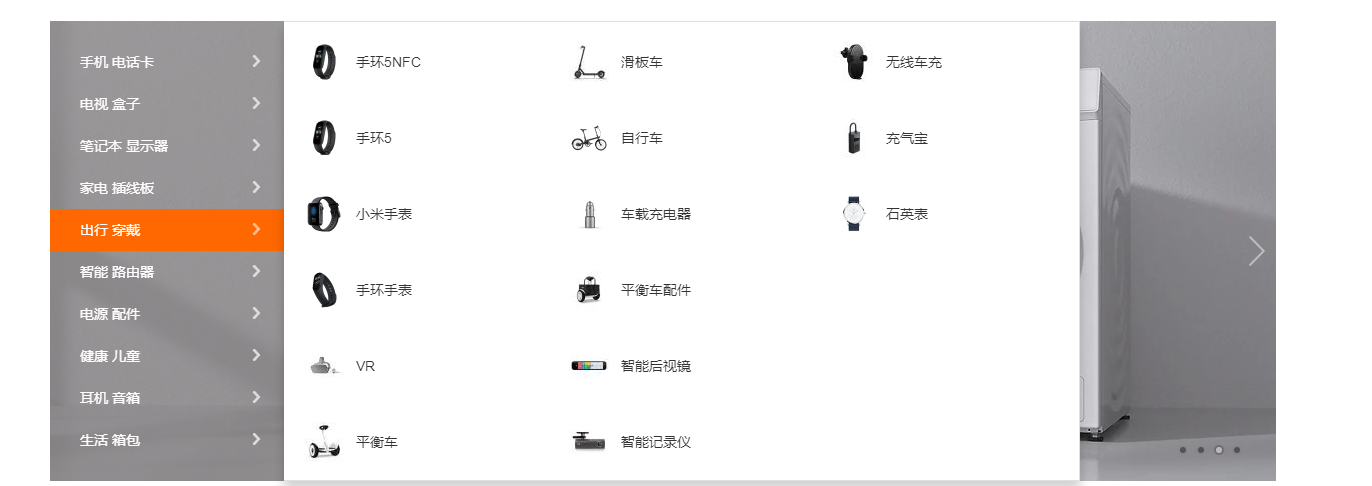 手机 电话卡
电视 盒子
笔记本 显示器
家电 插线板
出行 穿戴
智能 路由器
电源 配件
健康 儿童
耳机 音箱
生活 箱包
手环5NFC
手环5
小米手表
手环手表
VR
平衡车
滑板车
自行车
车载充电器
平衡车配件
智能后视镜
智能记录仪
无线车充
充气宝
石英表